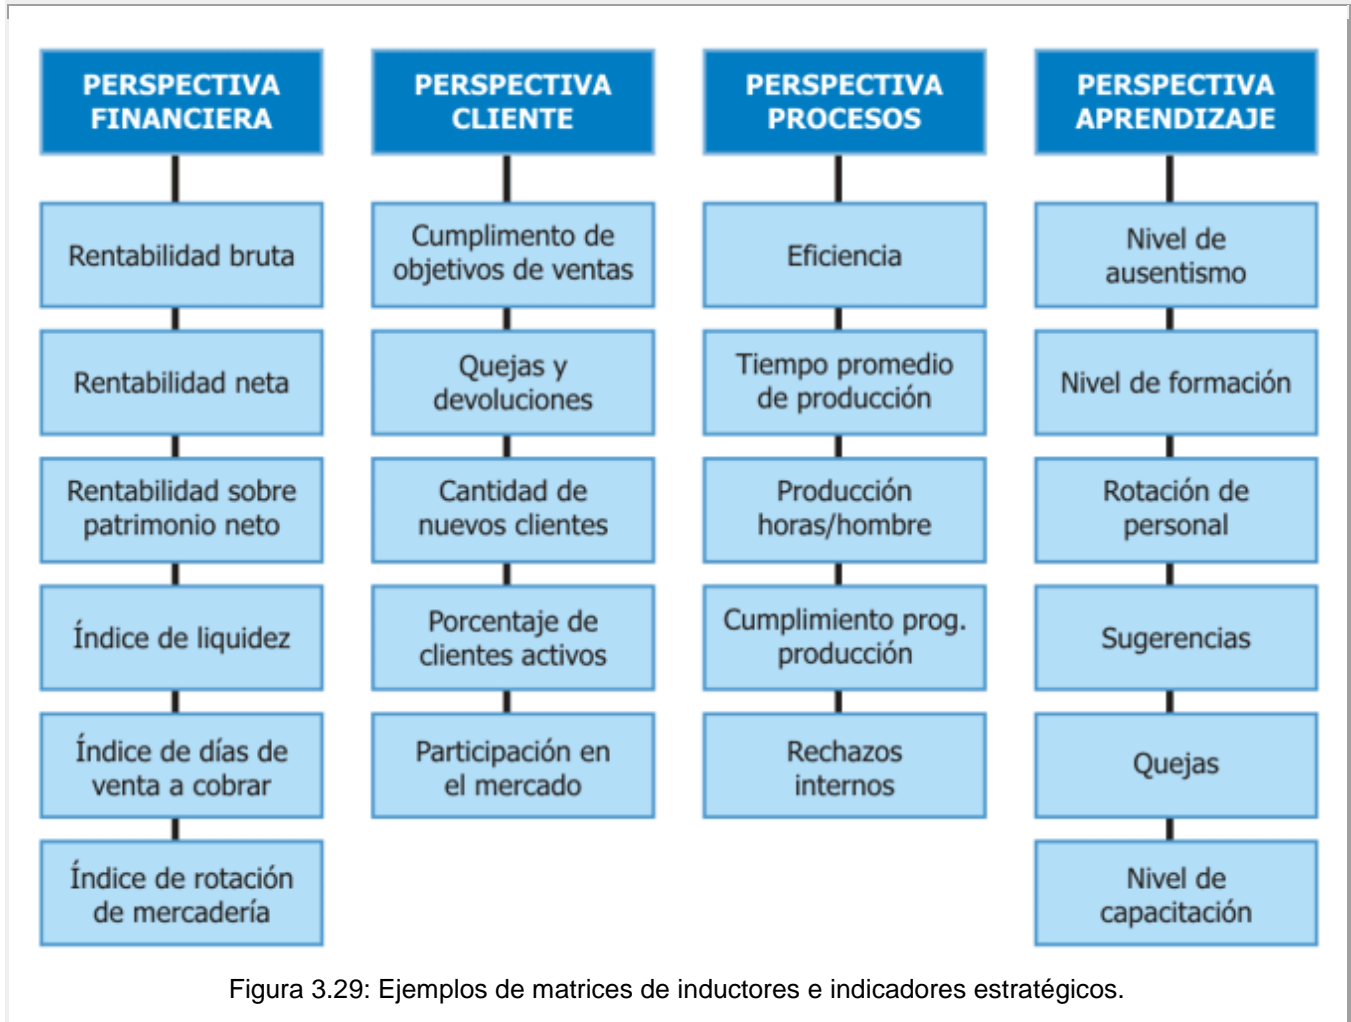 PERSPECTIVA
FINANCIERA
Rentabilidad bruta
Rentabilidad neta
Rentabilidad sobre
patrimonio neto
Índice de liquidez
Índice de días de
venta a cobrar
Índice de rotación
de mercadería
PERSPECTIVA
CLIENTE
Cumplimento de
objetivos de ventas
Quejas y
devoluciones
Cantidad de
nuevos clientes
Porcentaje de
clientes activos
Participación en
el mercado
PERSPECTIVA
PROCESOS
Eficiencia
Tiempo promedio
de producción
Producción
horas/hombre
Cumplimiento prog.
producción
Rechazos
internos
PERSPECTIVA
APRENDIZAJE
Nivel de
ausentismo
Nivel de formación
Rotación de
personal
Sugerencias
Quejas
Nivel de
capacitación
Figura 3.29: Ejemplos de matrices de inductores e indicadores estratégicos.